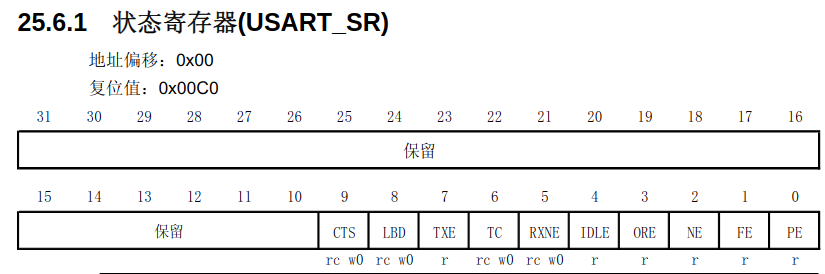 25.6.1 状态寄存器(USART_SR)
地址偏移：0x00
复位值：0x00C0
31 30 29 28 27 26 25 24 23 22 21 20 19 18 17 16
保留
15 14 13 12 11 10 9 8 7 6 5 4 3 2 1 0
保留 CTS LBD TXE TC RXNE IDLE ORE NE FE PE
rc w0 rc w0 r rc w0 rc w0 r r r r r